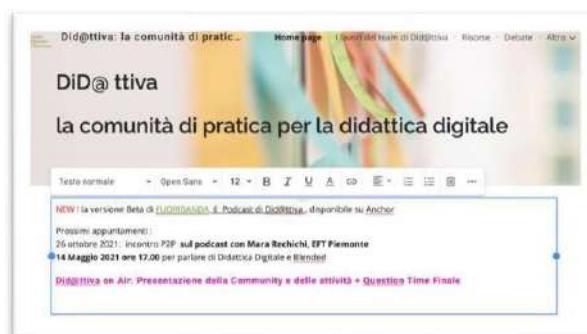 Did@ttiva: la comunità di pratic... Home page I lavori del team di Did@ttiva Risorse Debate Altro
DiD@ ttiva
la comunità di pratica per la didattica digitale
Testo normale Open Sans 12 B I U A
NEW ! la versione Beta di FUORIBANDA, il Podcast di Did@ttiva, disponibile su Anchor
Prossimi appuntamenti :
26 ottobre 2021: incontro P2P sul podcast con Mara Rechichi, EFT Piemonte
14 Maggio 2021 ore 17.00 per parlare di Didattica Digitale e Blended
Did@ttiva on Air: Presentazione della Community e delle attività + Question Time Finale